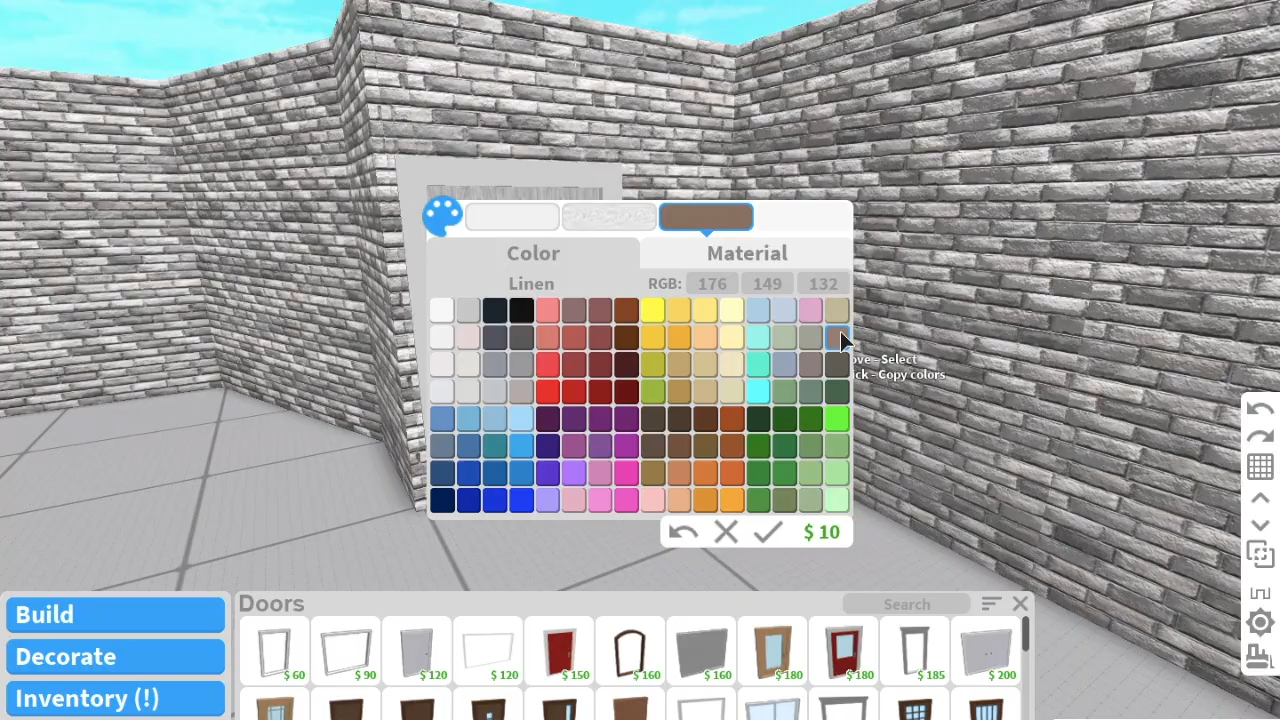 Color
Material
Linen
RGB: 176 149 132
ove - Select
ck - Copy colors
$ 10
Build
Decorate
Inventory (!)
Doors
Search
$ 60
$ 90
$ 120
$ 120
$ 150
$ 160
$ 160
$ 180
$ 180
$ 185
$ 200